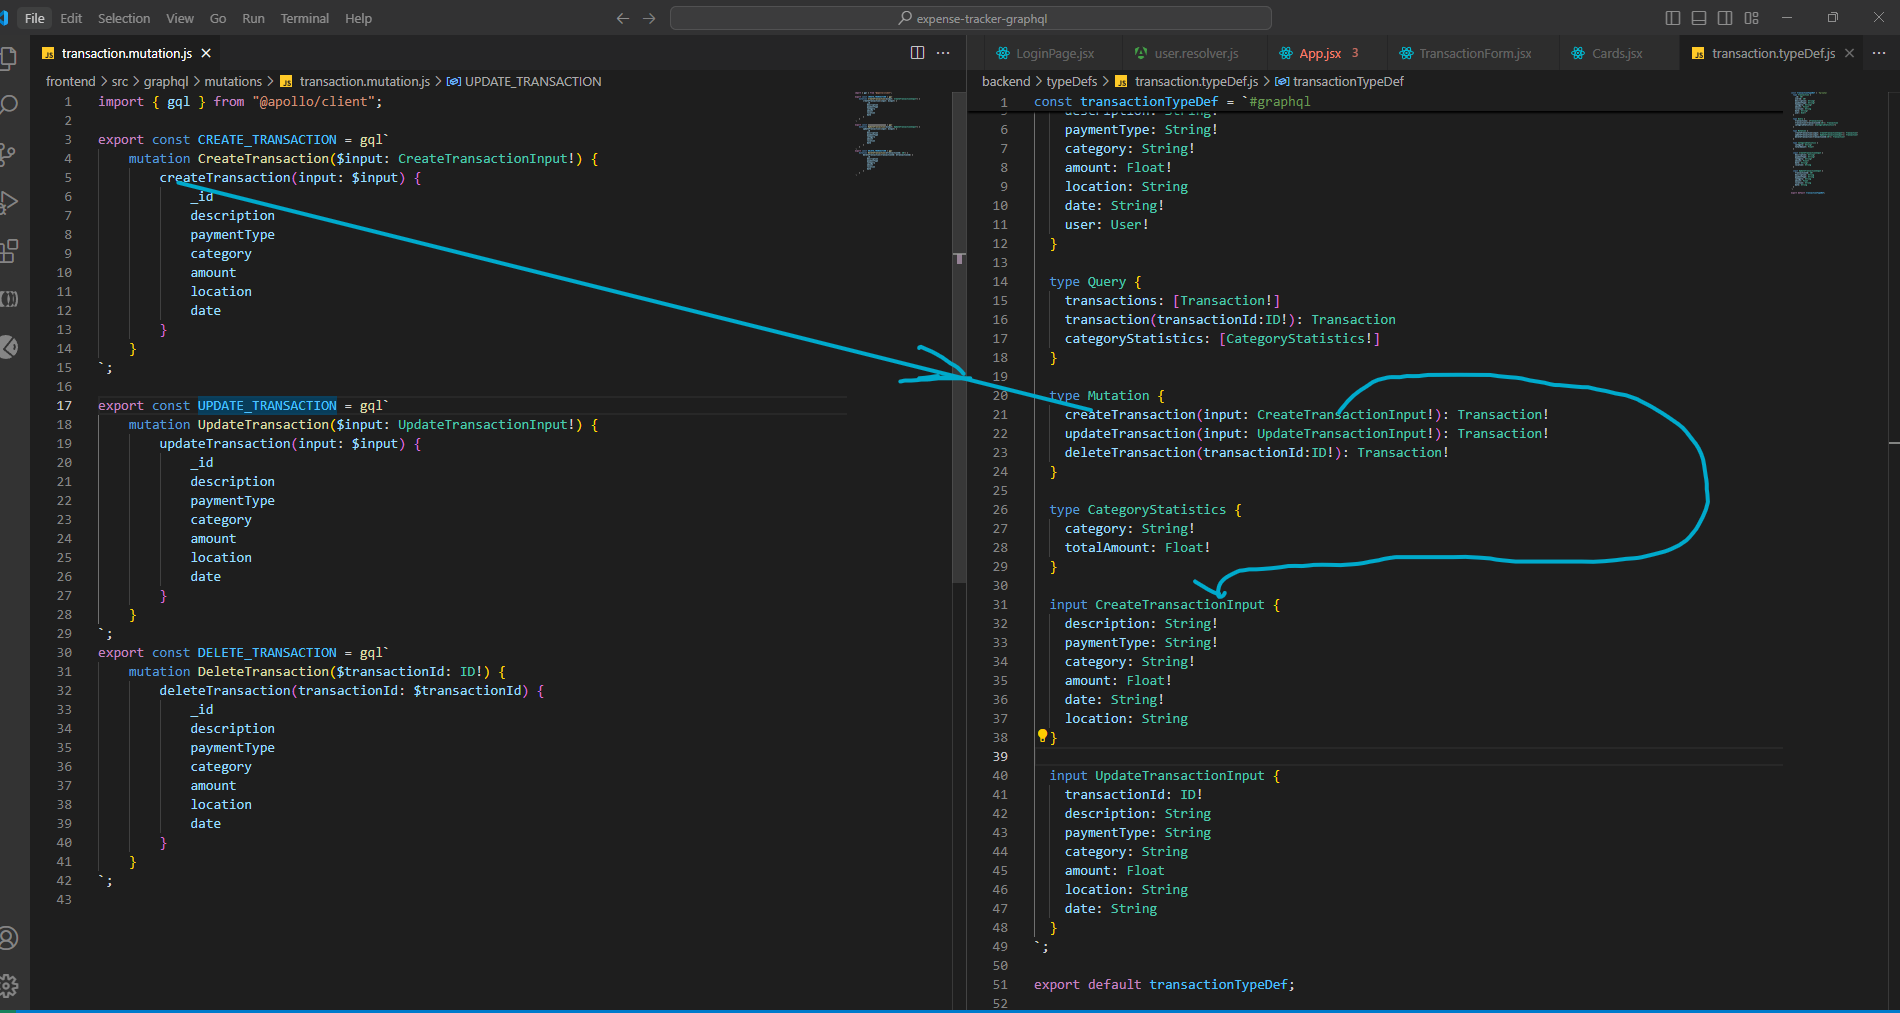 File Edit Selection View Go Run Terminal Help
expense-tracker-graphql
transaction.mutation.js
frontend > src > graphql > mutations > JS transaction.mutation.js > UPDATE_TRANSACTION
1 import { gql } from "@apollo/client";
2
3 export const CREATE_TRANSACTION = gql`
4 mutation CreateTransaction($input: CreateTransactionInput!) {
5 createTransaction(input: $input) {
6 _id
7 description
8 paymentType
9 category
10 amount
11 location
12 date
13 }
14 }
15 `;
16
17 export const UPDATE_TRANSACTION = gql`
18 mutation UpdateTransaction($input: UpdateTransactionInput!) {
19 updateTransaction(input: $input) {
20 _id
21 description
22 paymentType
23 category
24 amount
25 location
26 date
27 }
28 }
29 `;
30 export const DELETE_TRANSACTION = gql`
31 mutation DeleteTransaction($transactionId: ID!) {
32 deleteTransaction(transactionId: $transactionId) {
33 _id
34 description
35 paymentType
36 category
37 amount
38 location
39 date
40 }
41 }
42 `;
43
LoginPage.jsx user.resolver.js App.jsx 3 TransactionForm.jsx Cards.jsx JS transaction.typeDef.js
backend > typeDefs > JS transaction.typeDef.js > transactionTypeDef
1 const transactionTypeDef = `#graphql
5 description: String!
6 paymentType: String!
7 category: String!
8 amount: Float!
9 location: String
10 date: String!
11 user: User!
12 }
13
14 type Query {
15 transactions: [Transaction!]
16 transaction(transactionId:ID!): Transaction
17 categoryStatistics: [CategoryStatistics!]
18 }
19
20 type Mutation {
21 createTransaction(input: CreateTransactionInput!): Transaction!
22 updateTransaction(input: UpdateTransactionInput!): Transaction!
23 deleteTransaction(transactionId:ID!): Transaction!
24 }
25
26 type CategoryStatistics {
27 category: String!
28 totalAmount: Float!
29 }
30
31 input CreateTransactionInput {
32 description: String!
33 paymentType: String!
34 category: String!
35 amount: Float!
36 date: String!
37 location: String
38 }
39
40 input UpdateTransactionInput {
41 transactionId: ID!
42 description: String
43 paymentType: String
44 category: String
45 amount: Float
46 location: String
47 date: String
48 }
49 `;
50
51 export default transactionTypeDef;
52